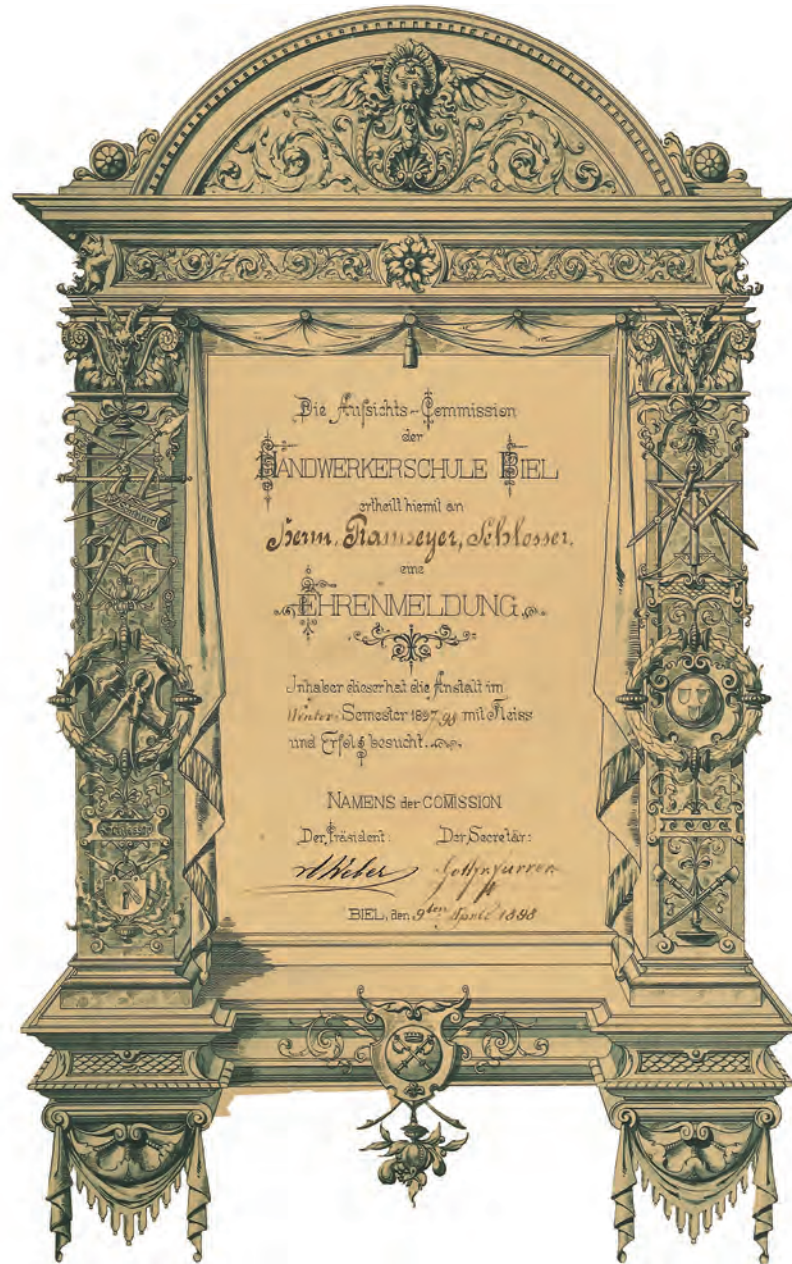 Die Aufsichts-Commission
der
HANDWERKERSCHULE BIEL
ertheilt hiemit an
Herm. Ramseyer, Schlosser.
eine
EHRENMELDUNG
Inhaber dieser hat die Anstalt im
Winter-Semester 1897/98 mit Fleiss
und Erfolg besucht.
NAMENS der COMISSION
Der Präsident: Der Secretär:
A Weber
BIEL, den 9ten April 1898